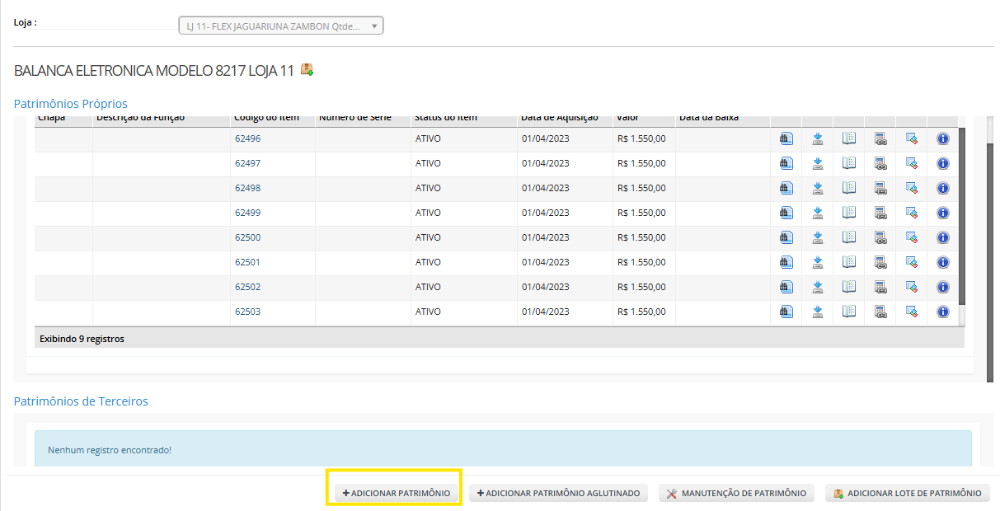 Loja :
LJ 11- FLEX JAGUARIUNA ZAMBON Qtde...
BALANCA ELETRONICA MODELO 8217 LOJA 11
Patrimônios Próprios
Chapa Descrição da Função Código do Item Número de Série Status do Item Data de Aquisição Valor Data da Baixa
62496 ATIVO 01/04/2023 R$ 1.550,00
62497 ATIVO 01/04/2023 R$ 1.550,00
62498 ATIVO 01/04/2023 R$ 1.550,00
62499 ATIVO 01/04/2023 R$ 1.550,00
62500 ATIVO 01/04/2023 R$ 1.550,00
62501 ATIVO 01/04/2023 R$ 1.550,00
62502 ATIVO 01/04/2023 R$ 1.550,00
62503 ATIVO 01/04/2023 R$ 1.550,00
Exibindo 9 registros
Patrimônios de Terceiros
Nenhum registro encontrado!
+ ADICIONAR PATRIMÔNIO + ADICIONAR PATRIMÔNIO AGLUTINADO MANUTENÇÃO DE PATRIMÔNIO ADICIONAR LOTE DE PATRIMÔNIO